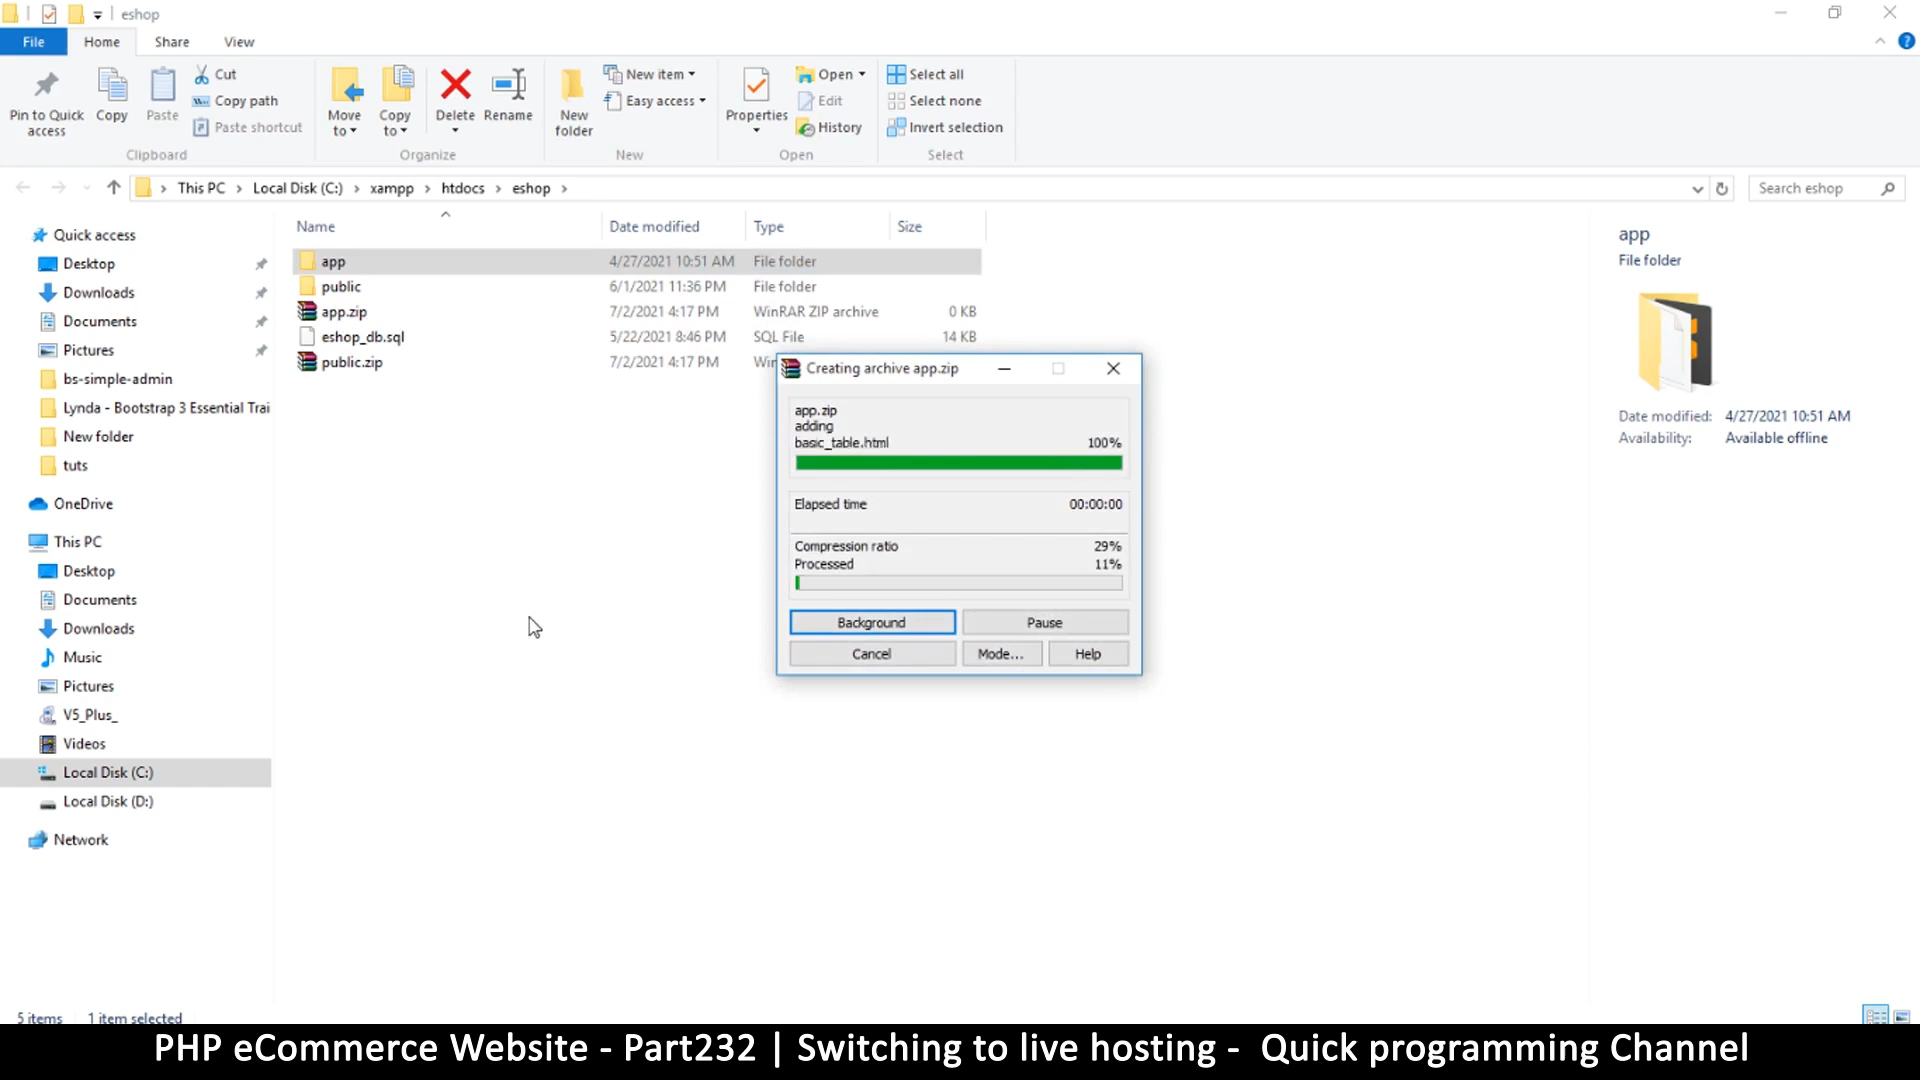 eshop
File
Home
Share
View
Pin to Quick access
Copy
Paste
Cut
Copy path
Paste shortcut
Clipboard
Move to
Copy to
Delete
Rename
Organize
New folder
New item
Easy access
New
Properties
Open
Edit
History
Open
Select all
Select none
Invert selection
Select
This PC > Local Disk (C:) > xampp > htdocs > eshop >
Search eshop
Quick access
Desktop
Downloads
Documents
Pictures
bs-simple-admin
Lynda - Bootstrap 3 Essential Trai
New folder
tuts
OneDrive
This PC
Desktop
Documents
Downloads
Music
Pictures
V5_Plus_
Videos
Local Disk (C:)
Local Disk (D:)
Network
Name Date modified Type Size
app 4/27/2021 10:51 AM File folder
public 6/1/2021 11:36 PM File folder
app.zip 7/2/2021 4:17 PM WinRAR ZIP archive 0 KB
eshop_db.sql 5/22/2021 8:46 PM SQL File 14 KB
public.zip 7/2/2021 4:17 PM Wi
Creating archive app.zip
app.zip
adding
basic_table.html 100%
Elapsed time 00:00:00
Compression ratio 29%
Processed 11%
Background
Pause
Cancel
Mode...
Help
app
File folder
Date modified: 4/27/2021 10:51 AM
Availability: Available offline
5 items 1 item selected
PHP eCommerce Website - Part232 | Switching to live hosting - Quick programming Channel